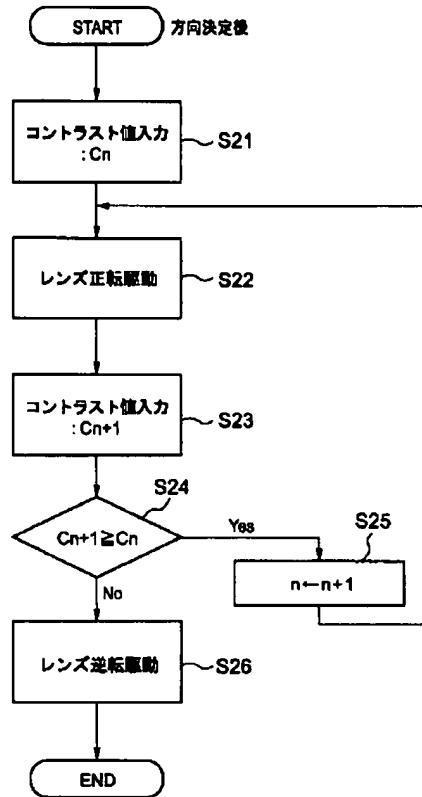 START 方向決定後
コントラスト値入力
: Cn
S21
レンズ正転駆動
S22
コントラスト値入力
: Cn+1
S23
S24
Cn+1≧Cn
Yes
S25
n←n+1
No
レンズ逆転駆動
S26
END